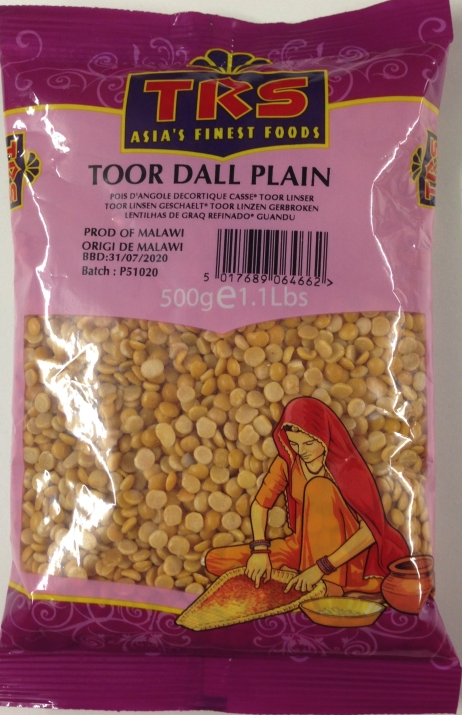 TRS
ASIA'S FINEST FOODS
TOOR DALL PLAIN
POIS D'ANGOLE DECORTIQUE CASSE* TOOR LINSER
TOOR LINSEN GESCHAELT* TOOR LINZEN GERBROKEN
LENTILHAS DE GRAQ REFINADO* GUANDU
PROD OF MALAWI
ORIGI DE MALAWI
BBD:31/07/2020
Batch : P51020
5 017689 064662 >
500g e 1.1Lbs